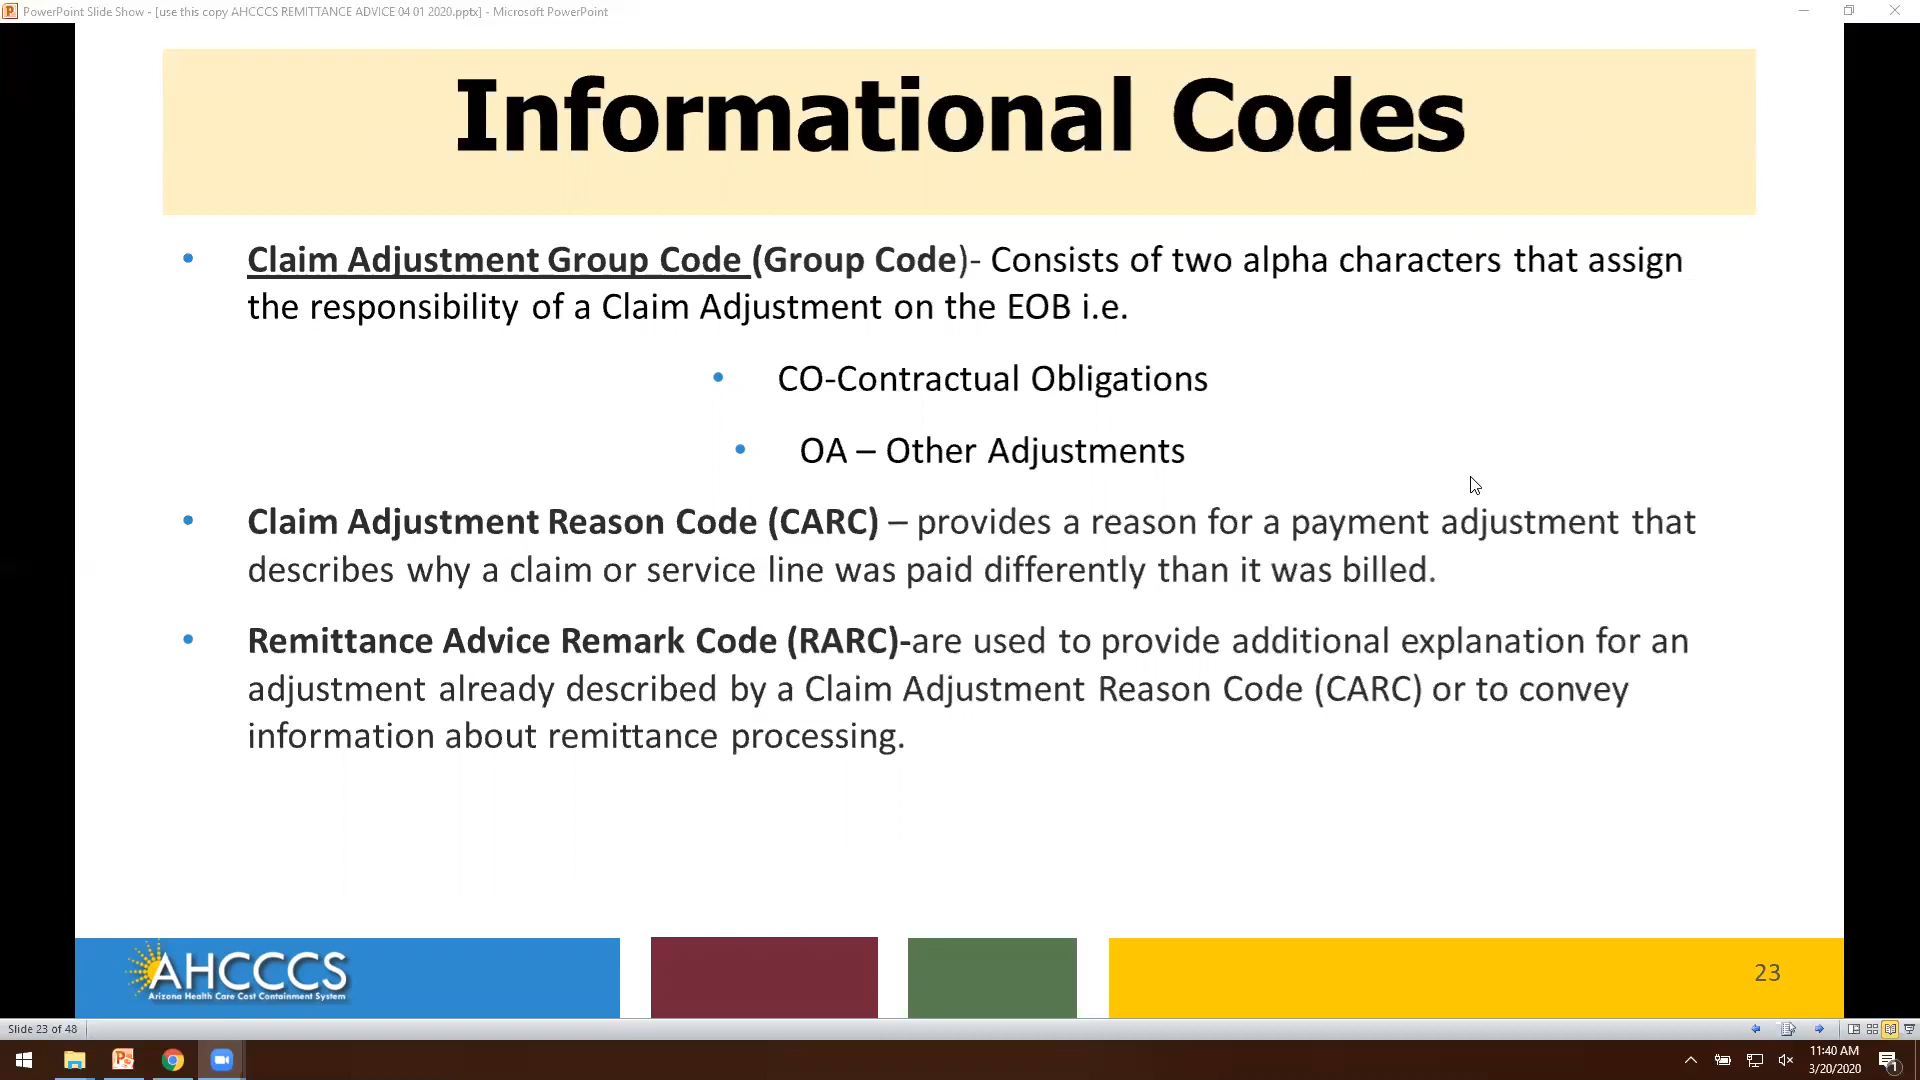 PowerPoint Slide Show - [use this copy AHCCCS REMITTANCE ADVICE 04 01 2020.pptx] - Microsoft PowerPoint
Informational Codes
• Claim Adjustment Group Code (Group Code)- Consists of two alpha characters that assign
the responsibility of a Claim Adjustment on the EOB i.e.
• CO-Contractual Obligations
• OA – Other Adjustments
• Claim Adjustment Reason Code (CARC) – provides a reason for a payment adjustment that
describes why a claim or service line was paid differently than it was billed.
• Remittance Advice Remark Code (RARC)-are used to provide additional explanation for an
adjustment already described by a Claim Adjustment Reason Code (CARC) or to convey
information about remittance processing.
AHCCCS
Arizona Health Care Cost Containment System
23
Slide 23 of 48
11:40 AM
3/20/2020
1